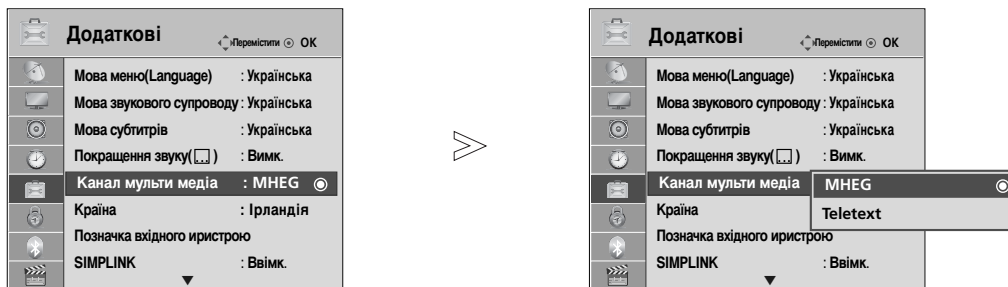 Додаткові
Перемістити OK
Мова меню(Language) : Українська
Мова звукового супроводу : Українська
Мова субтитрів : Українська
Покращення звуку( ) : Вимк.
Канал мульти медіа : MHEG
Країна : Ірландія
Позначка вхідного иристрою
SIMPLINK : Ввімк.
Додаткові
Перемістити OK
Мова меню(Language) : Українська
Мова звукового супроводу : Українська
Мова субтитрів : Українська
Покращення звуку( ) : Вимк.
Канал мульти медіа
MHEG
Країна
Teletext
Позначка вхідного иристрою
SIMPLINK : Ввімк.